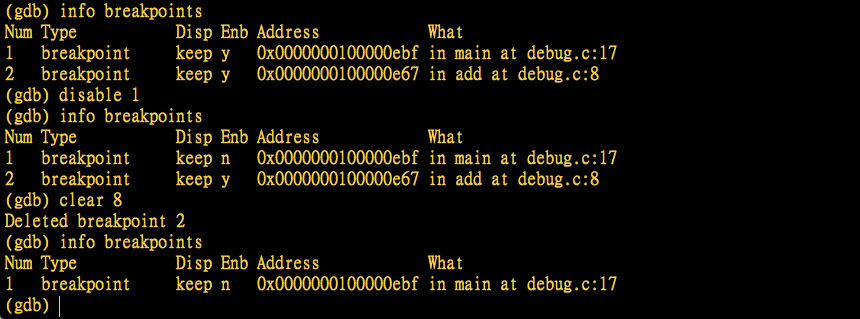 (gdb) info breakpoints
Num Type           Disp Enb Address            What
1   breakpoint     keep y   0x0000000100000ebf in main at debug.c:17
2   breakpoint     keep y   0x0000000100000e67 in add at debug.c:8
(gdb) disable 1
(gdb) info breakpoints
Num Type           Disp Enb Address            What
1   breakpoint     keep n   0x0000000100000ebf in main at debug.c:17
2   breakpoint     keep y   0x0000000100000e67 in add at debug.c:8
(gdb) clear 8
Deleted breakpoint 2
(gdb) info breakpoints
Num Type           Disp Enb Address            What
1   breakpoint     keep n   0x0000000100000ebf in main at debug.c:17
(gdb)